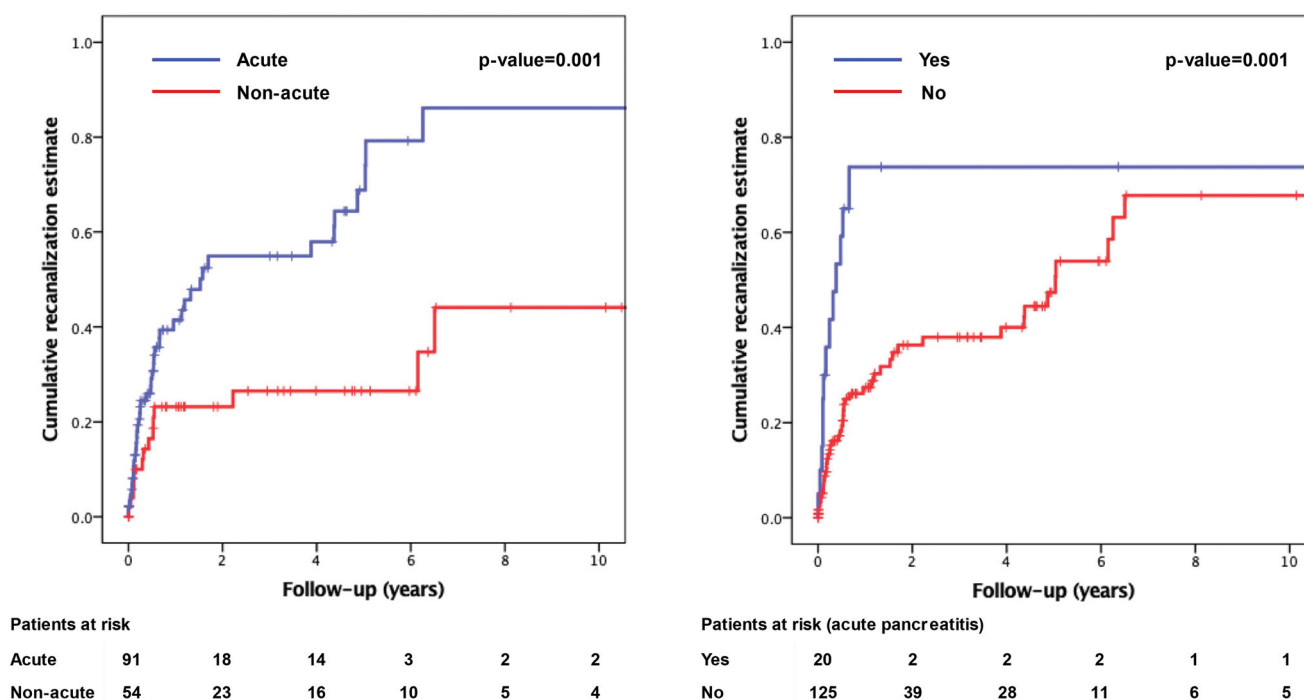 Acute
Non-acute
p-value=0.001
Cumulative recanalization estimate
1.0
0.8
0.6
0.4
0.2
0.0
0 2 4 6 8 10
Follow-up (years)
Patients at risk
Acute 91 18 14 3 2 2
Non-acute 54 23 16 10 5 4
Yes
No
p-value=0.001
Cumulative recanalization estimate
1.0
0.8
0.6
0.4
0.2
0.0
0 2 4 6 8 10
Follow-up (years)
Patients at risk (acute pancreatitis)
Yes 20 2 2 2 1 1
No 125 39 28 11 6 5